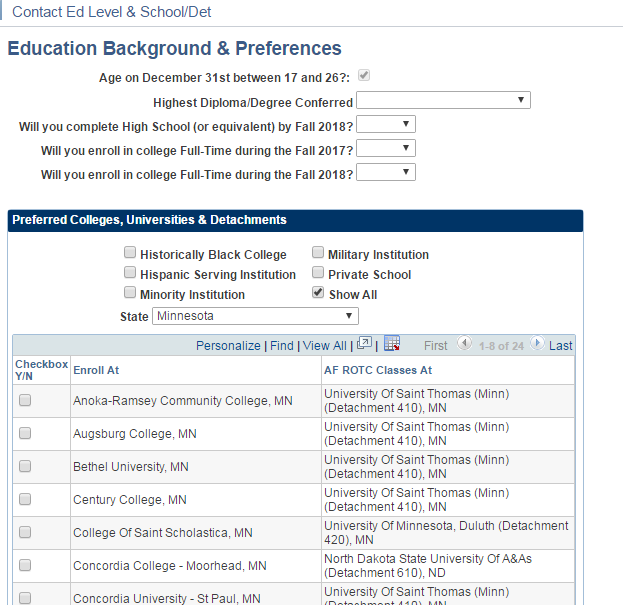 Contact Ed Level & School/Det
Education Background & Preferences
Age on December 31st between 17 and 26?:
Highest Diploma/Degree Conferred
Will you complete High School (or equivalent) by Fall 2018?
Will you enroll in college Full-Time during the Fall 2017?
Will you enroll in college Full-Time during the Fall 2018?
Preferred Colleges, Universities & Detachments
Historically Black College Military Institution
Hispanic Serving Institution Private School
Minority Institution Show All
State Minnesota
Personalize | Find | View All | | First 1-8 of 24 Last
Checkbox
Y/N Enroll At AF ROTC Classes At
Anoka-Ramsey Community College, MN
University Of Saint Thomas (Minn)
(Detachment 410), MN
Augsburg College, MN
University Of Saint Thomas (Minn)
(Detachment 410), MN
Bethel University, MN
University Of Saint Thomas (Minn)
(Detachment 410), MN
Century College, MN
University Of Saint Thomas (Minn)
(Detachment 410), MN
College Of Saint Scholastica, MN
University Of Minnesota, Duluth (Detachment
420), MN
Concordia College - Moorhead, MN
North Dakota State University Of A&As
(Detachment 610), ND
Concordia University - St Paul, MN
University Of Saint Thomas (Minn)
(Detachment 410), MN